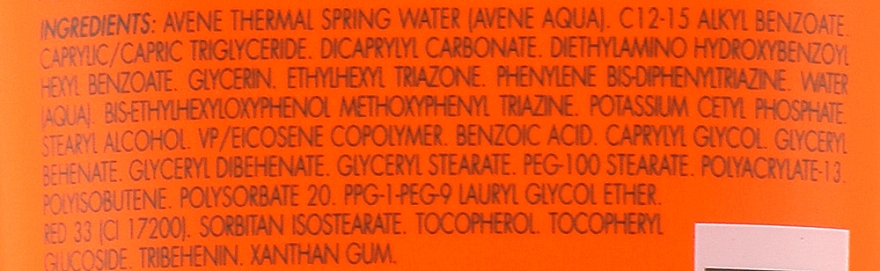 INGREDIENTS: AVENE THERMAL SPRING WATER (AVENE AQUA). C12-15 ALKYL BENZOATE.
CAPRYLIC/CAPRIC TRIGLYCERIDE. DICAPRYLYL CARBONATE. DIETHYLAMINO HYDROXYBENZOYL
HEXYL BENZOATE. GLYCERIN. ETHYLHEXYL TRIAZONE. PHENYLENE BIS-DIPHENYLTRIAZINE. WATER
(AQUA). BIS-ETHYLHEXYLOXYPHENOL METHOXYPHENYL TRIAZINE. POTASSIUM CETYL PHOSPHATE.
STEARYL ALCOHOL. VP/EICOSENE COPOLYMER. BENZOIC ACID. CAPRYLYL GLYCOL. GLYCERYL
BEHENATE. GLYCERYL DIBEHENATE. GLYCERYL STEARATE. PEG-100 STEARATE. POLYACRYLATE-13.
POLYISOBUTENE. POLYSORBATE 20. PPG-1-PEG-9 LAURYL GLYCOL ETHER.
RED 33 (CI 17200). SORBITAN ISOSTEARATE. TOCOPHEROL. TOCOPHERYL
GLUCOSIDE. TRIBEHENIN. XANTHAN GUM.